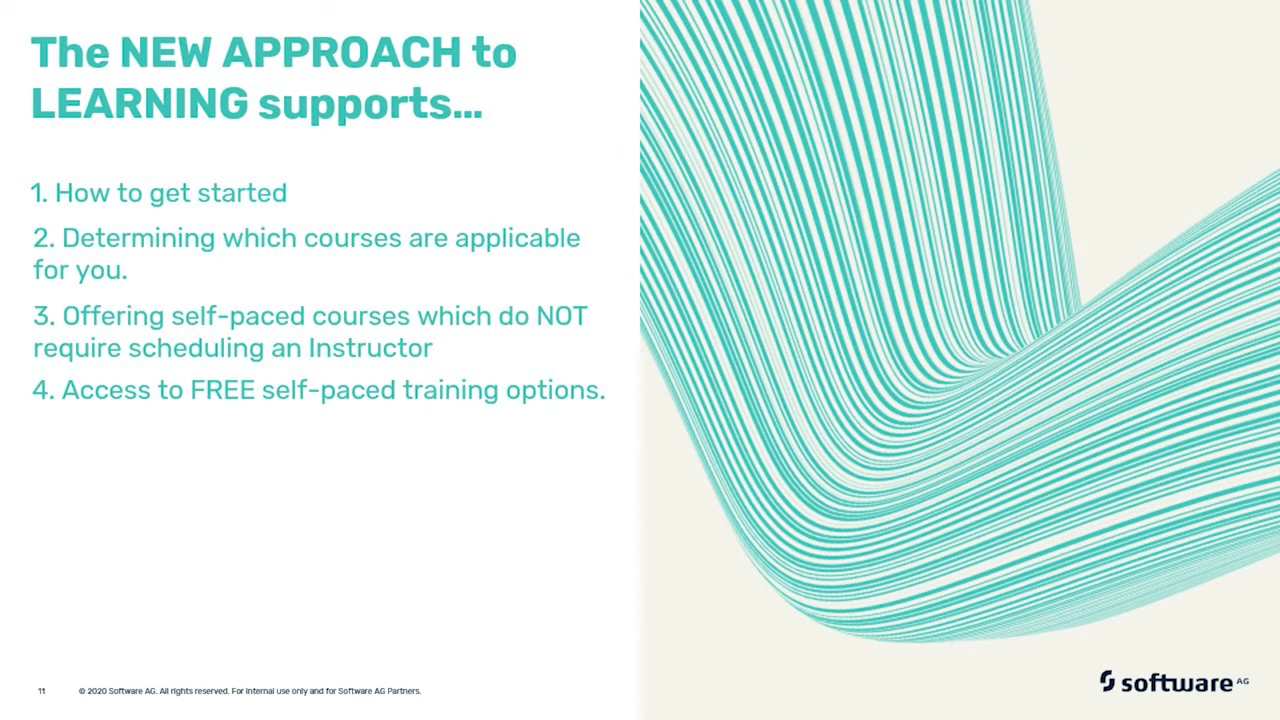 The NEW APPROACH to
LEARNING supports...
1. How to get started
2. Determining which courses are applicable
for you.
3. Offering self-paced courses which do NOT
require scheduling an Instructor
4. Access to FREE self-paced training options.
11
© 2020 Software AG. All rights reserved. For internal use only and for Software AG Partners.
software AG